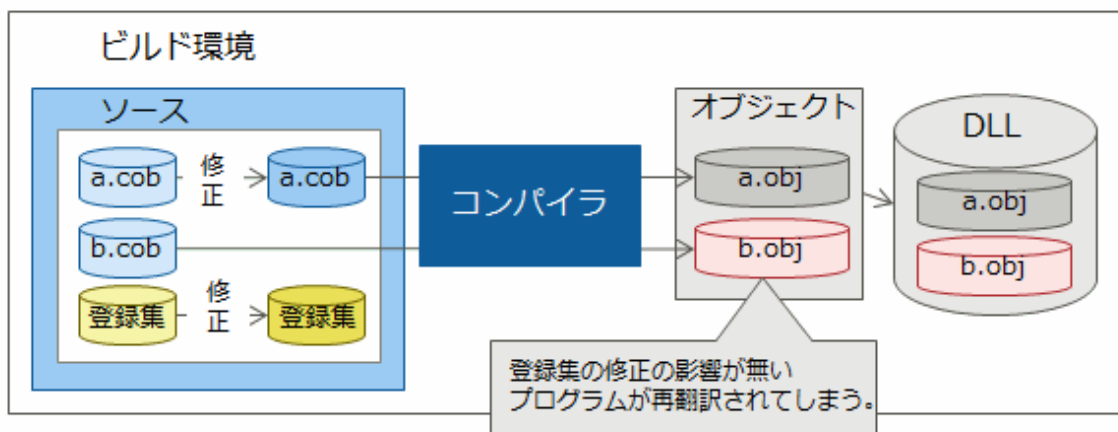 ビルド環境
ソース
オブジェクト
DLL
a.cob
修正
a.cob
コンパイラ
a.obj
a.obj
b.cob
b.obj
b.obj
登録集
修正
登録集
登録集の修正の影響が無い
プログラムが再翻訳されてしまう。